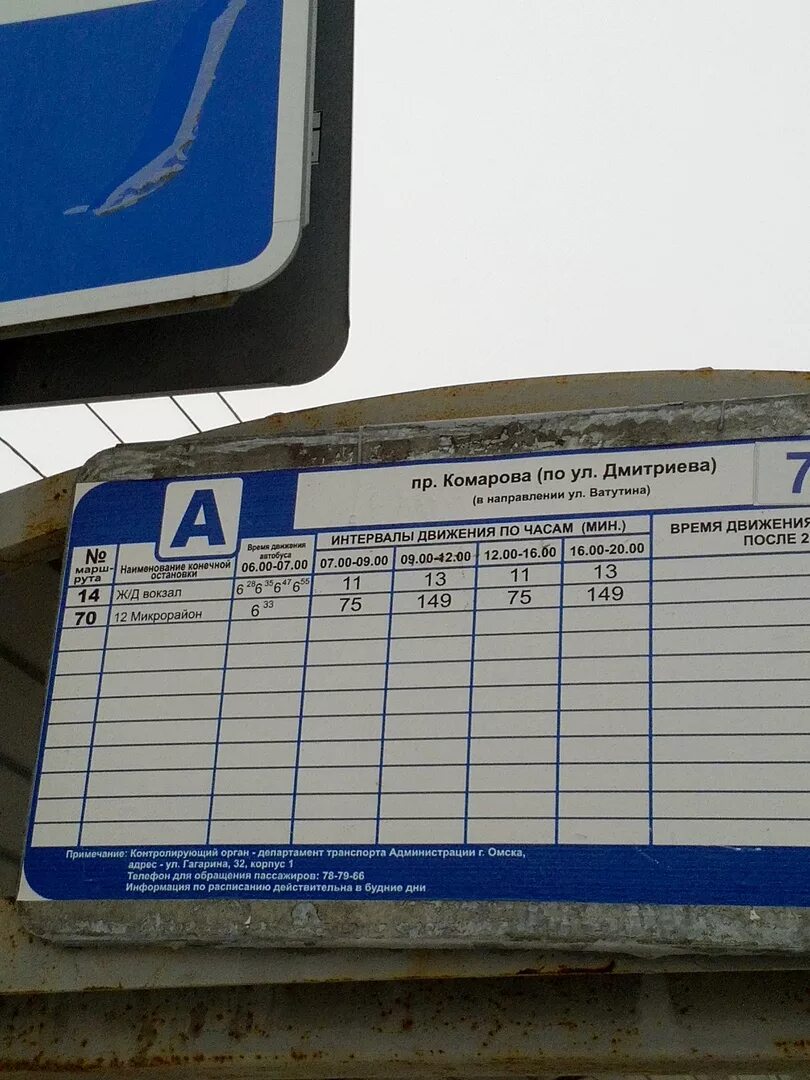 пр. Комарова (по ул. Дмитриева)
(в направлении ул. Ватутина)
7
А
№ маршрута
Наименование конечной остановки
Время движения автобуса 06.00-07.00
ИНТЕРВАЛЫ ДВИЖЕНИЯ ПО ЧАСАМ (МИН.)
07.00-09.00 09.00-12.00 12.00-16.00 16.00-20.00
ВРЕМЯ ДВИЖЕНИЯ
ПОСЛЕ 2
14 Ж/Д вокзал 6 28 6 35 6 47 6 55 11 13 11 13
70 12 Микрорайон 6 33 75 149 75 149
Примечание: Контролирующий орган - департамент транспорта Администрации г. Омска,
адрес - ул. Гагарина, 32, корпус 1
Телефон для обращения пассажиров: 78-79-66
Информация по расписанию действительна в будние дни